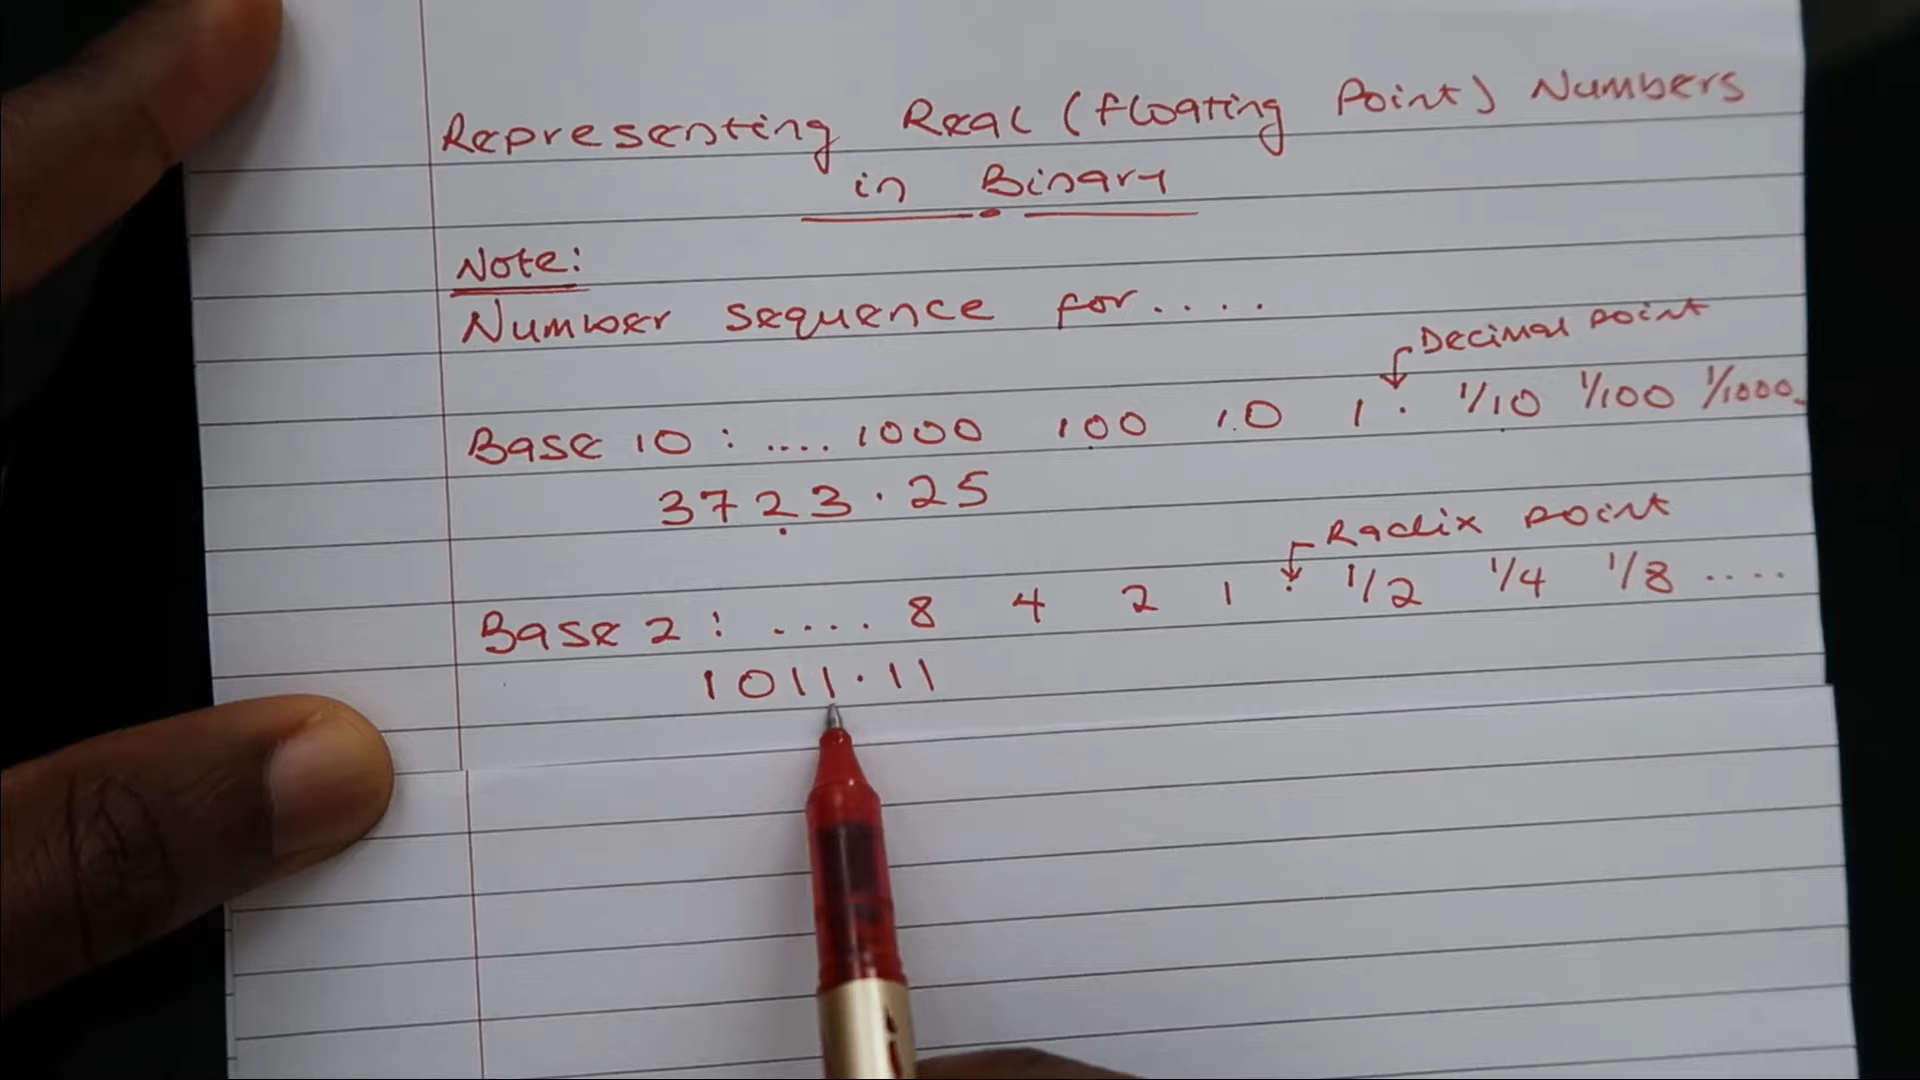 Representing Real (floating Point) Numbers
in Binary
Note:
Number sequence for....
Decimal point
Base 10 : .... 1000 100 10 1 . 1/10 1/100 1/1000
3723.25
Radix point
Base 2 : .... 8 4 2 1 . 1/2 1/4 1/8 ....
1011.11